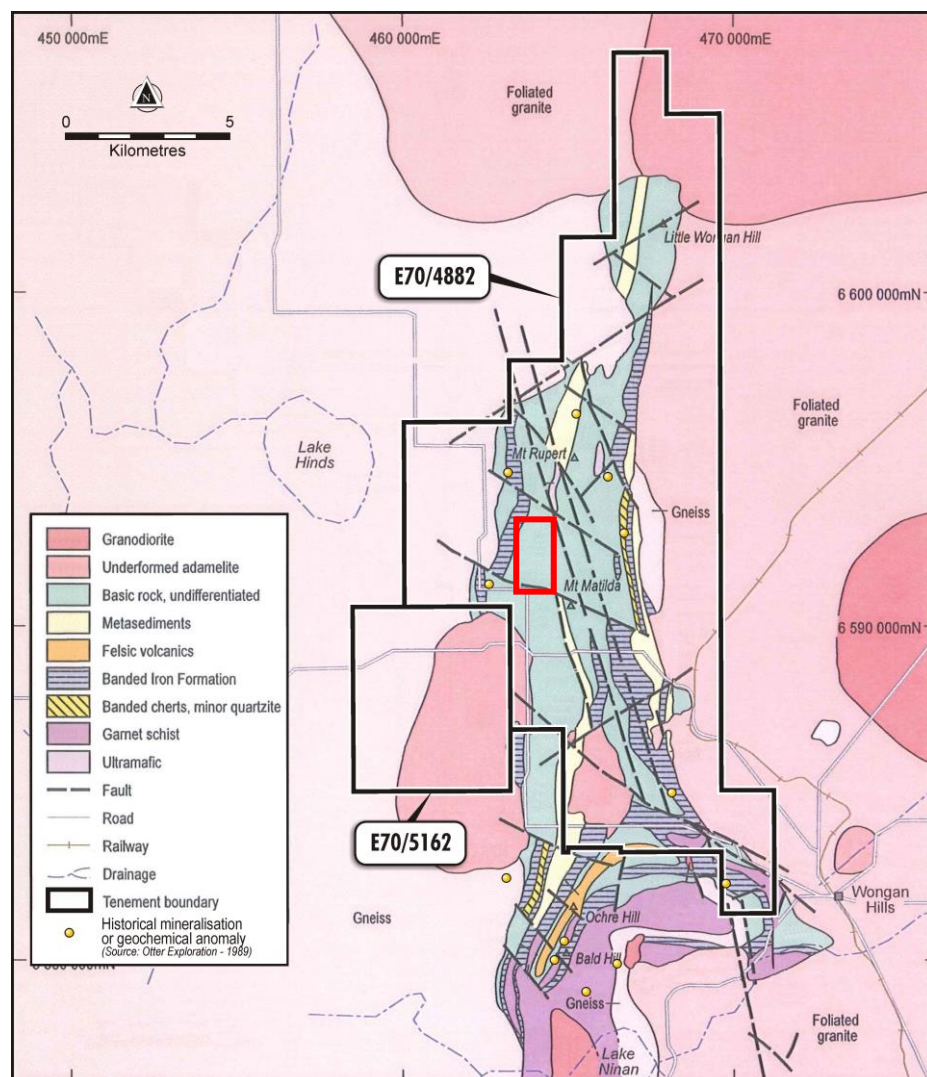 450 000mE
460 000mE
470 000mE
N
0
5
Kilometres
Foliated
granite
Little Wongan Hill
E70/4882
6 600 000mN
Foliated
granite
Lake
Hinds
Mt Rupert
Gneiss
Mt Matilda
6 590 000mN
Granodiorite
Underformed adamelite
Basic rock, undifferentiated
Metasediments
Felsic volcanics
Banded Iron Formation
Banded cherts, minor quartzite
Garnet schist
Ultramafic
Fault
Road
Railway
Drainage
Tenement boundary
Historical mineralisation
or geochemical anomaly
(Source: Otter Exploration - 1989)
E70/5162
Gneiss
Wongan
Hills
Ochre Hill
Bald Hill
Gneiss
Foliated
granite
Lake
Ninan